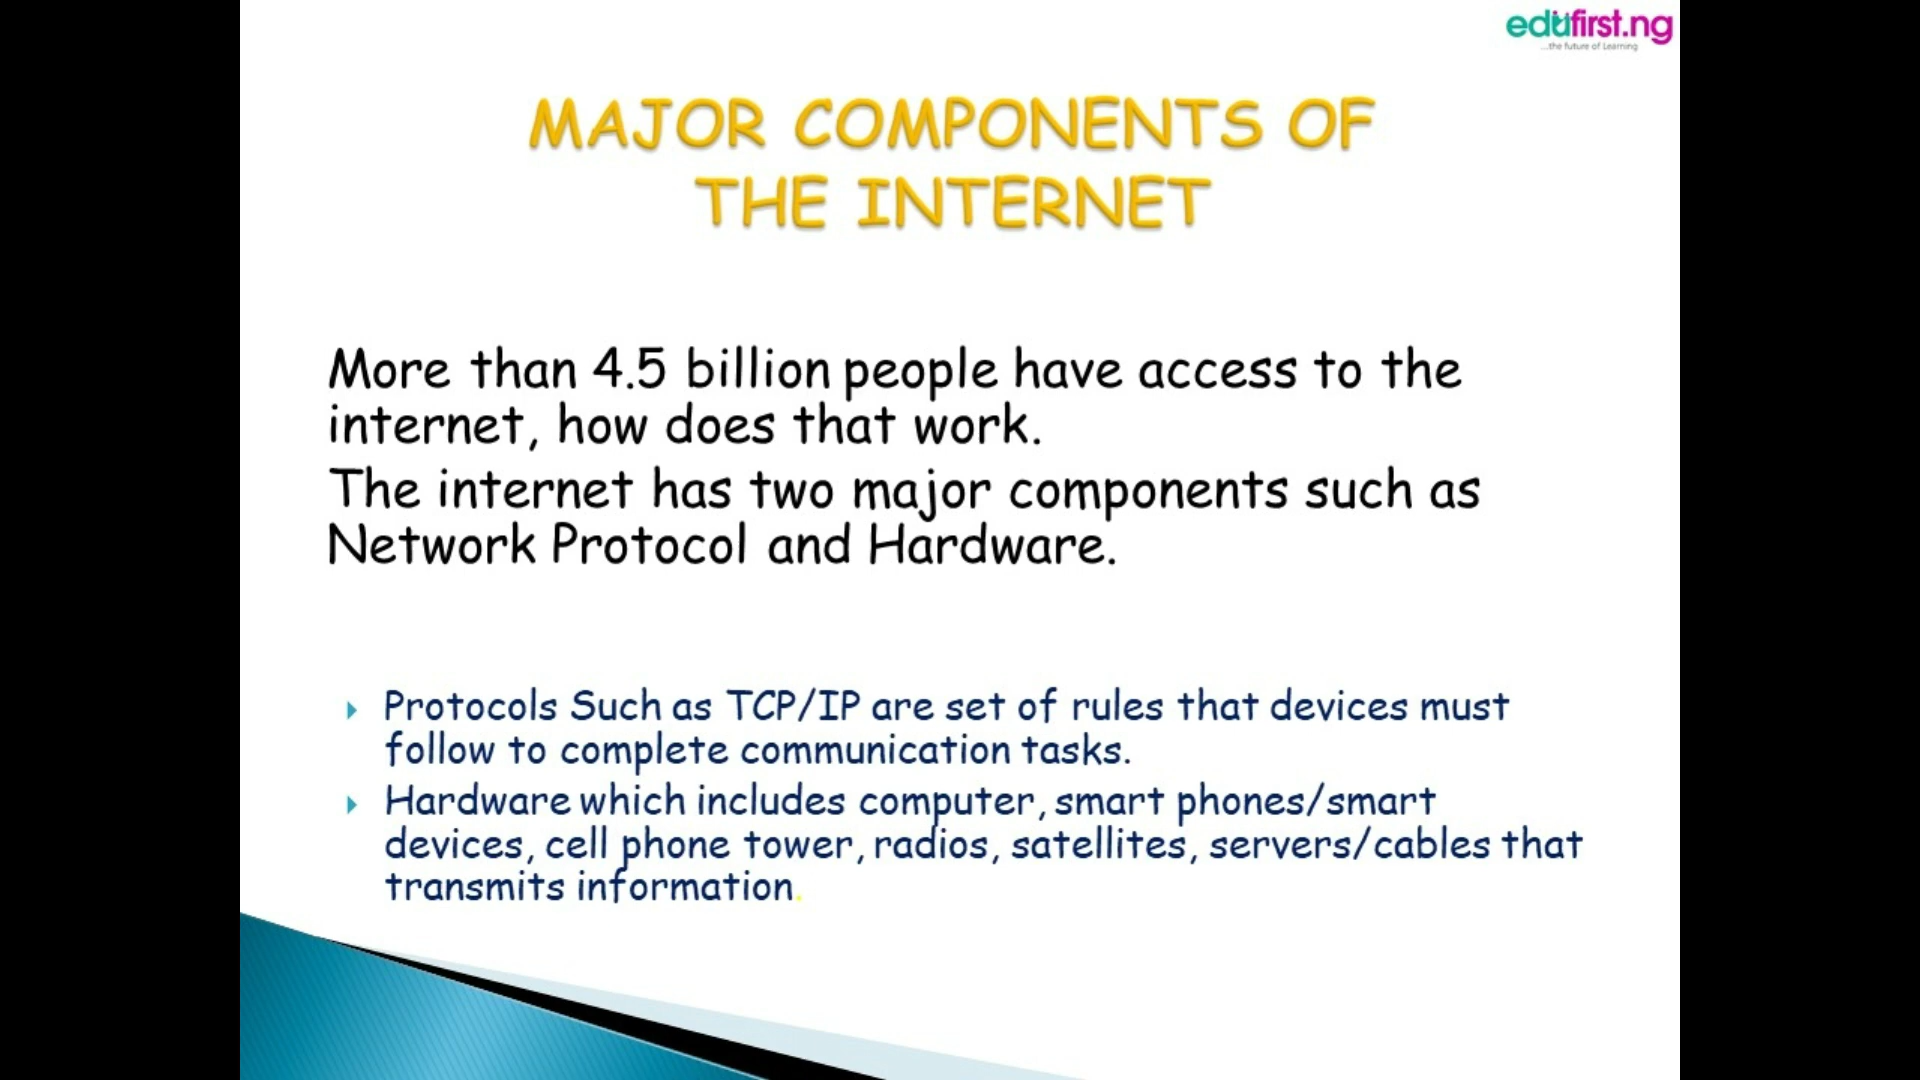 edufirst.ng
...the future of Learning
MAJOR COMPONENTS OF
THE INTERNET
More than 4.5 billion people have access to the
internet, how does that work.
The internet has two major components such as
Network Protocol and Hardware.
Protocols Such as TCP/IP are set of rules that devices must
follow to complete communication tasks.
Hardware which includes computer, smart phones/smart
devices, cell phone tower, radios, satellites, servers/cables that
transmits information.